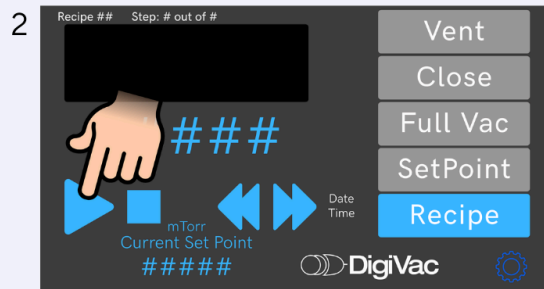 2
Recipe ## Step: # out of #
Vent
Close
Full Vac
###
SetPoint
Date
Time
Recipe
mTorr
Current Set Point
#####
DigiVac